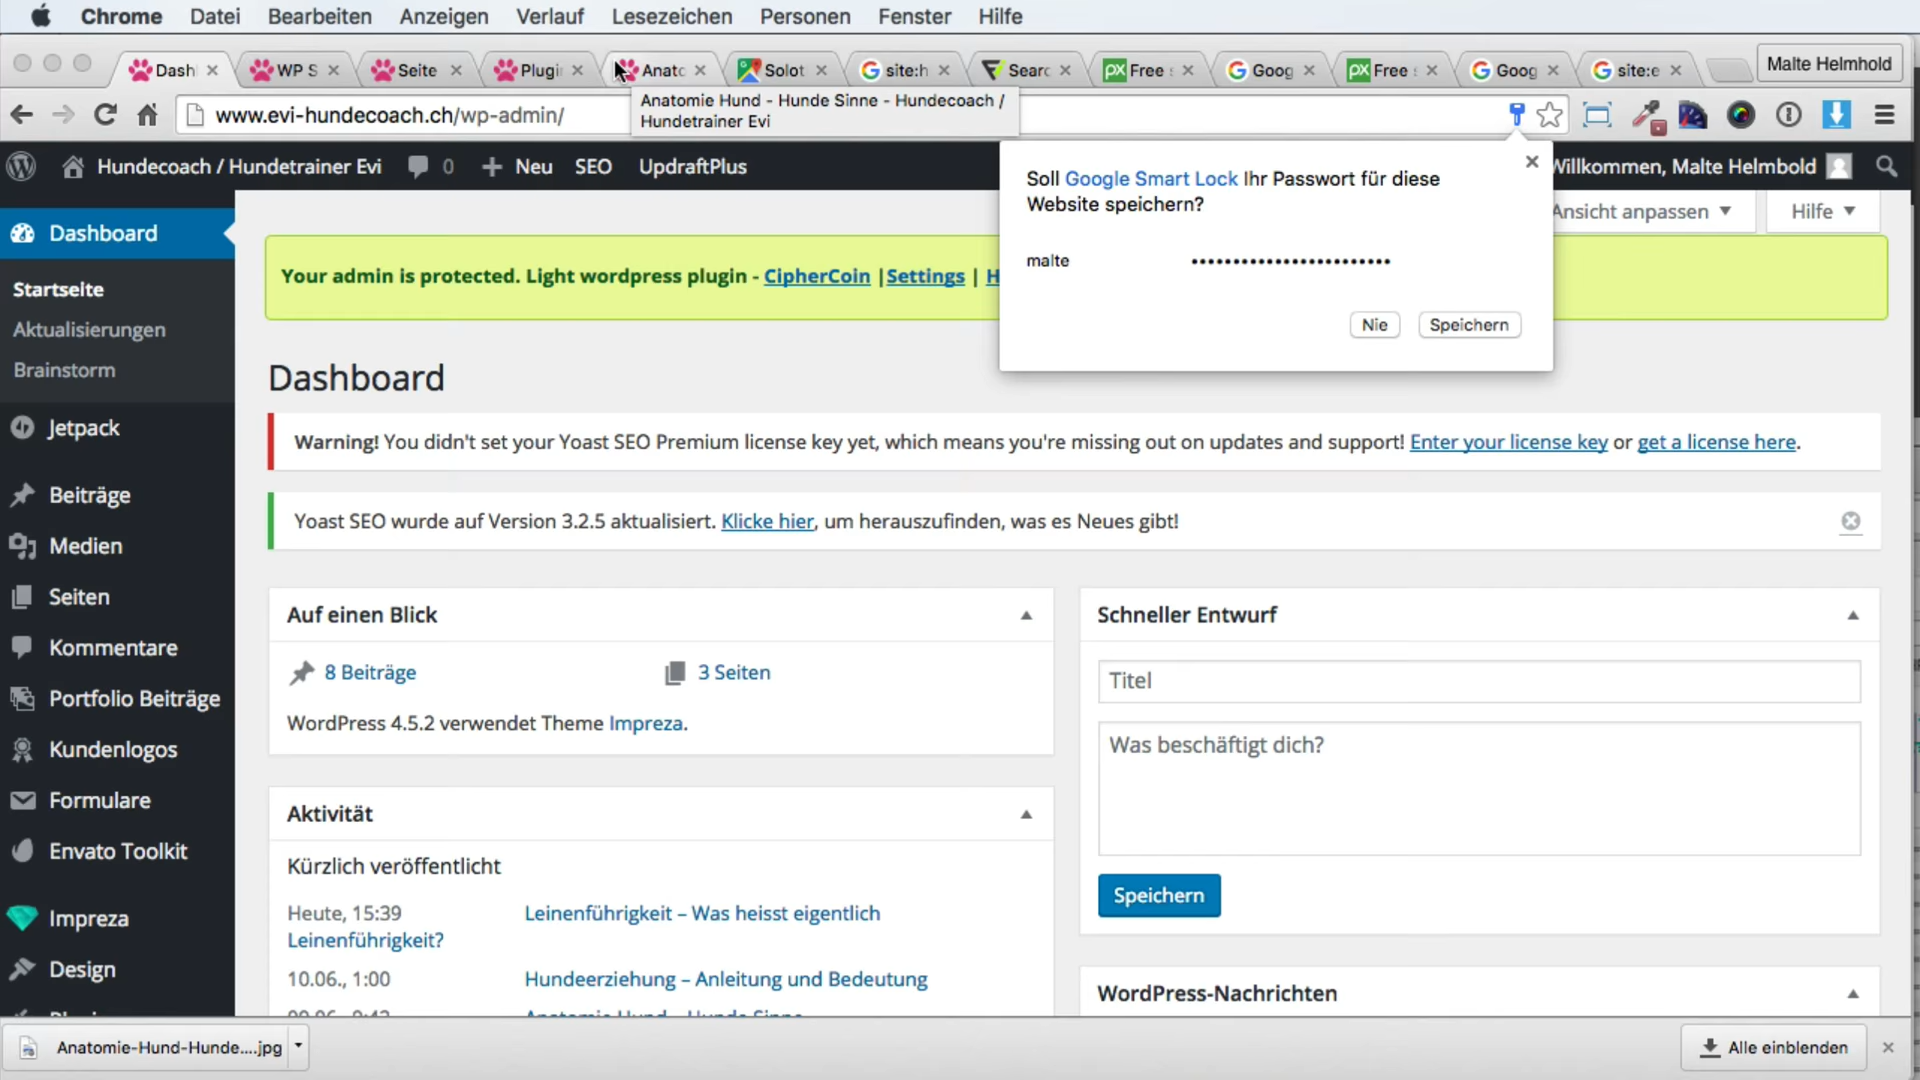 Chrome Datei Bearbeiten Anzeigen Verlauf Lesezeichen Personen Fenster Hilfe
Dash WP S Seite Plugi Anato Solot site:h Searc Free Goog Free Goog site:e Malte Helmhold
www.evi-hundecoach.ch/wp-admin/
Anatomie Hund - Hunde Sinne - Hundecoach /
Hundetrainer Evi
Hundecoach / Hundetrainer Evi 0 Neu SEO UpdraftPlus Willkommen, Malte Helmbold
Soll Google Smart Lock Ihr Passwort für diese
Website speichern?
malte ••••••••••••••••••••••••
Nie Speichern
Ansicht anpassen Hilfe
Dashboard
Startseite
Aktualisierungen
Brainstorm
Jetpack
Beiträge
Medien
Seiten
Kommentare
Portfolio Beiträge
Kundenlogos
Formulare
Envato Toolkit
Impreza
Design
Your admin is protected. Light wordpress plugin - CipherCoin |Settings | H
Dashboard
Warning! You didn't set your Yoast SEO Premium license key yet, which means you're missing out on updates and support! Enter your license key or get a license here.
Yoast SEO wurde auf Version 3.2.5 aktualisiert. Klicke hier, um herauszufinden, was es Neues gibt!
Auf einen Blick
8 Beiträge 3 Seiten
WordPress 4.5.2 verwendet Theme Impreza.
Aktivität
Kürzlich veröffentlicht
Heute, 15:39 Leinenführigkeit – Was heisst eigentlich
Leinenführigkeit?
10.06., 1:00 Hundeerziehung – Anleitung und Bedeutung
Anatomie Hund – Hunde Sinne
Schneller Entwurf
Titel
Was beschäftigt dich?
Speichern
WordPress-Nachrichten
Anatomie-Hund-Hunde....jpg Alle einblenden